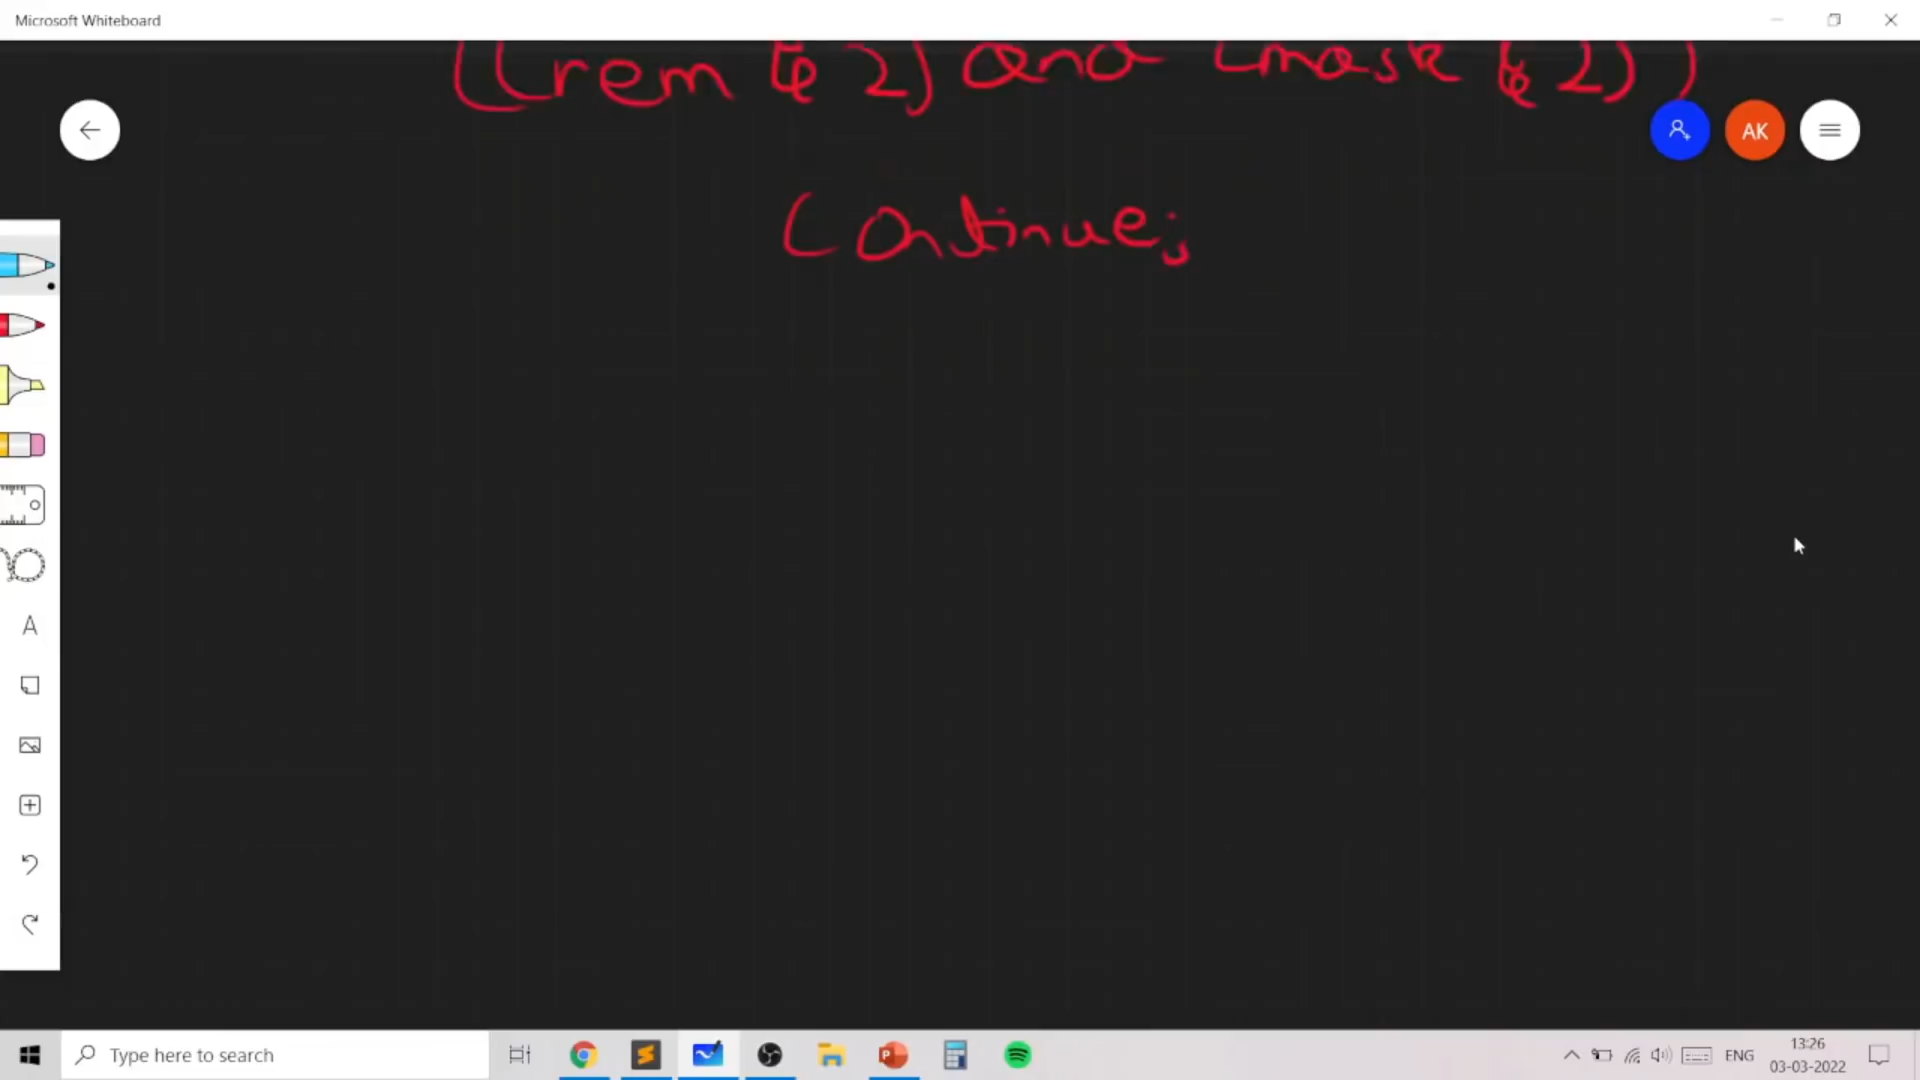 Microsoft Whiteboard
((rem & 2) and (mask & 2))
AK
Continue;
A
Type here to search
ENG
13:26
03-03-2022